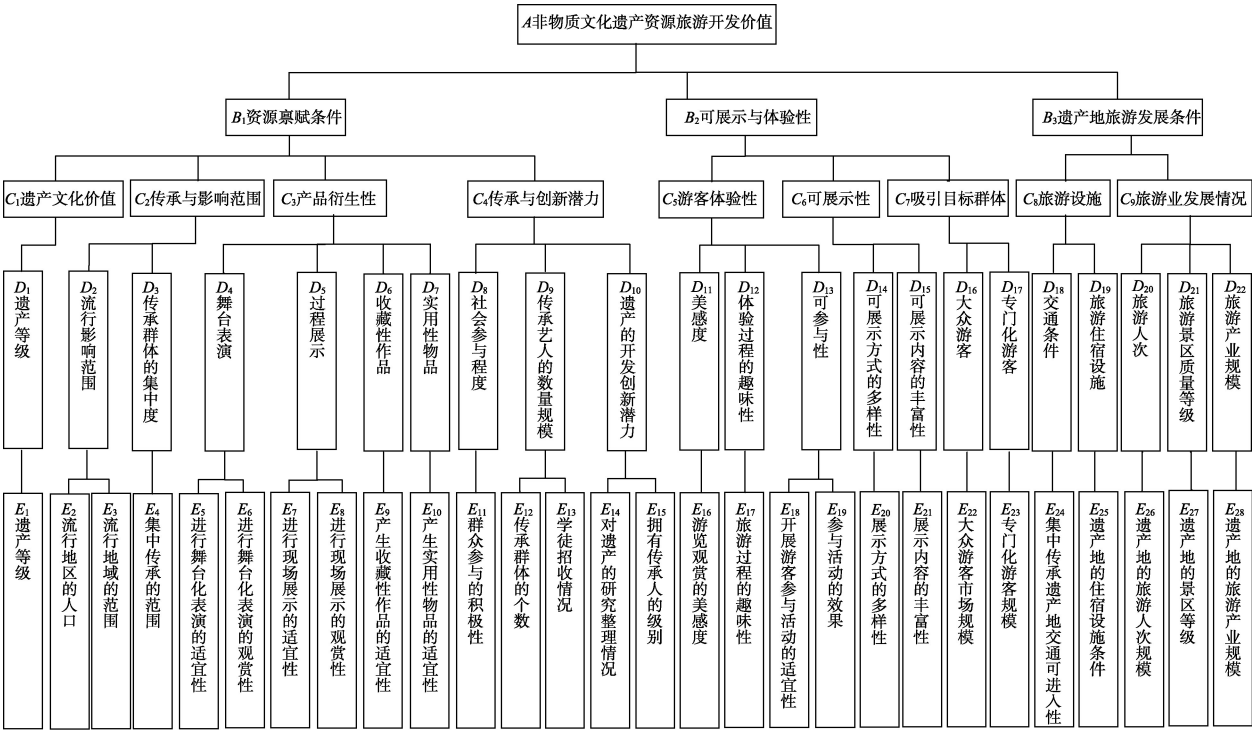 A非物质文化遗产资源旅游开发价值
B₁资源禀赋条件
B₂可展示与体验性
B₃遗产地旅游发展条件
C₁遗产文化价值
C₂传承与影响范围
C₃产品衍生性
C₄传承与创新潜力
C₅游客体验性
C₆可展示性
C₇吸引目标群体
C₈旅游设施
C₉旅游业发展情况
D₁遗产等级
D₂流行影响范围
D₃传承群体的集中度
D₄舞台表演
D₅过程展示
D₆收藏性作品
D₇实用性物品
D₈社会参与程度
D₉传承艺人的数量规模
D₁₀遗产的开发创新潜力
D₁₁美感度
D₁₂体验过程的趣味性
D₁₃可参与性
D₁₄可展示方式的多样性
D₁₅可展示内容的丰富性
D₁₆大众游客
D₁₇专门化游客
D₁₈交通条件
D₁₉旅游住宿设施
D₂₀旅游人次
D₂₁旅游景区质量等级
D₂₂旅游产业规模
E₁遗产等级
E₂流行地区的人口
E₃流行地域的范围
E₄集中传承的范围
E₅进行舞台化表演的适宜性
E₆进行舞台化表演的观赏性
E₇进行现场展示的适宜性
E₈进行现场展示的观赏性
E₉产生收藏性作品的适宜性
E₁₀产生实用性物品的适宜性
E₁₁群众参与的积极性
E₁₂传承群体的个数
E₁₃学徒招收情况
E₁₄对遗产的研究整理情况
E₁₅拥有传承人的级别
E₁₆游览观赏的美感度
E₁₇旅游过程的趣味性
E₁₈开展游客参与活动的适宜性
E₁₉参与活动的效果
E₂₀展示方式的多样性
E₂₁展示内容的丰富性
E₂₂大众游客市场规模
E₂₃专门化游客规模
E₂₄集中传承遗产地交通可进入性
E₂₅遗产地的住宿设施条件
E₂₆遗产地的旅游人次规模
E₂₇遗产地的景区等级
E₂₈遗产地的旅游产业规模